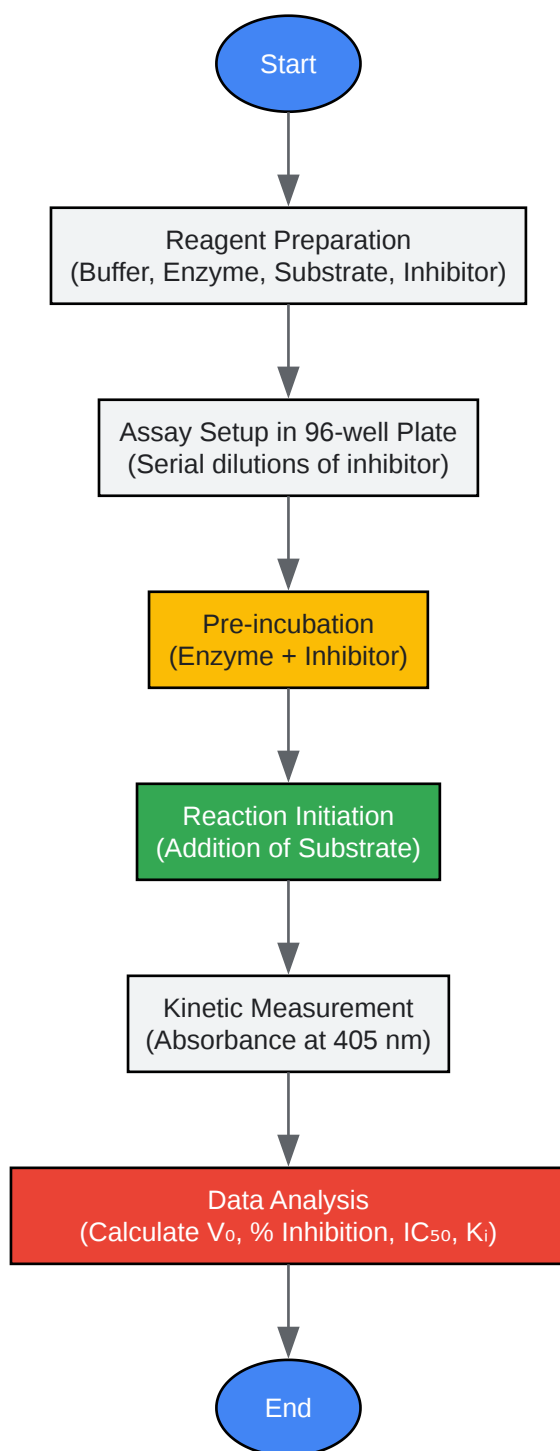 Start
Reagent Preparation
(Buffer, Enzyme, Substrate, Inhibitor)
Assay Setup in 96-well Plate
(Serial dilutions of inhibitor)
Pre-incubation
(Enzyme + Inhibitor)
Reaction Initiation
(Addition of Substrate)
Kinetic Measurement
(Absorbance at 405 nm)
Data Analysis
(Calculate V₀, % Inhibition, IC₅₀, Kᵢ)
End